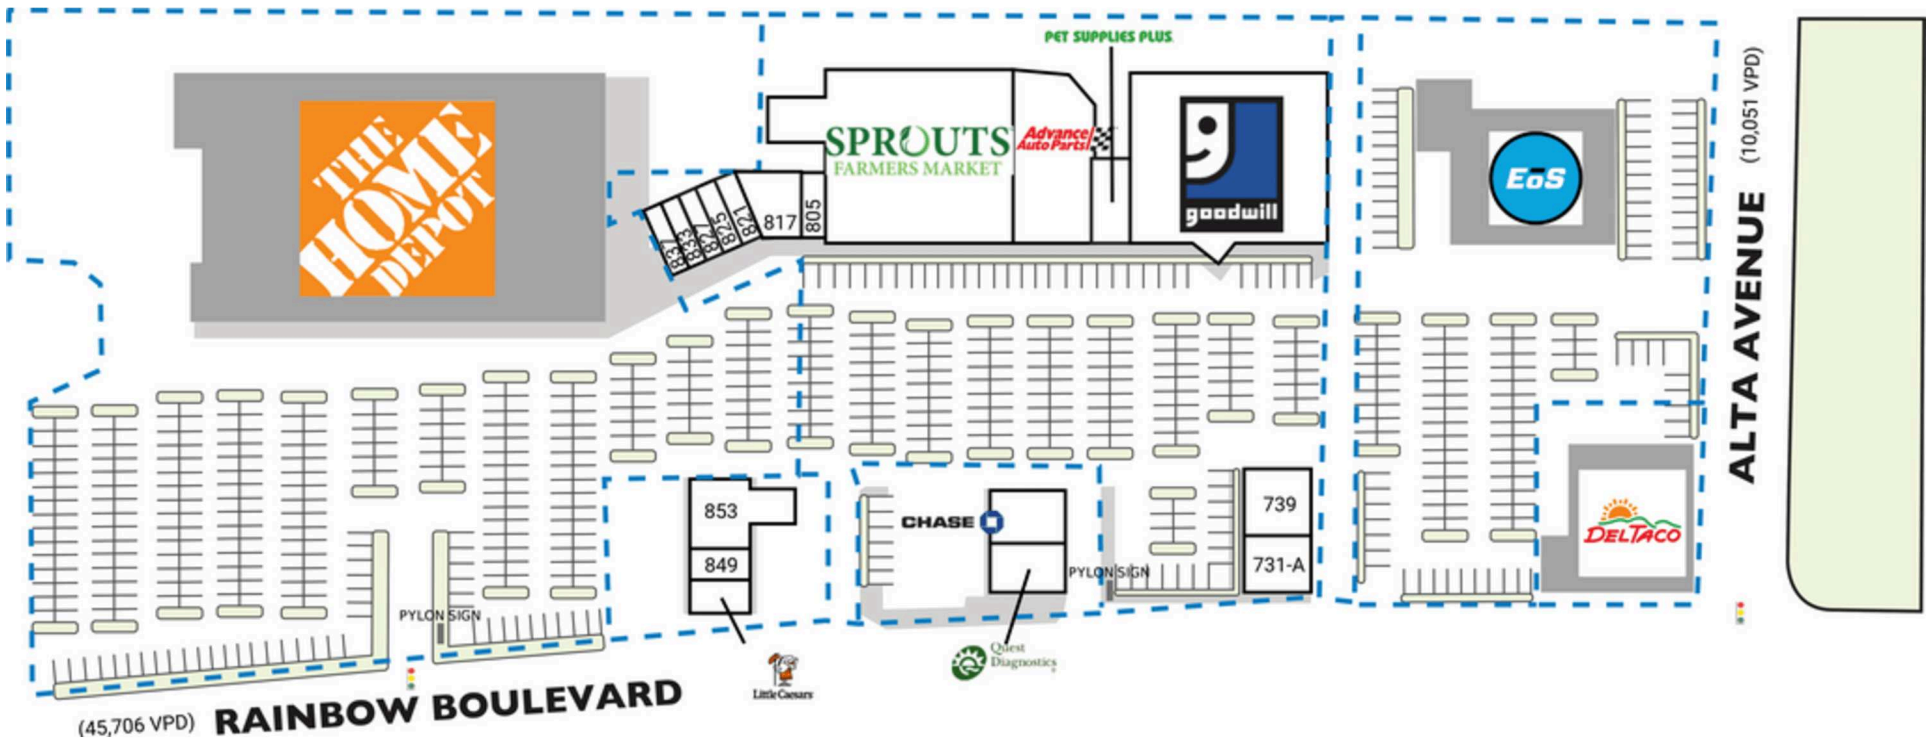 PET SUPPLIES PLUS
THE
HOME
DEPOT
SPROUTS
FARMERS MARKET
Advance
Auto Parts
goodwill
EōS
837
833
827
825
821
817
805
ALTA AVENUE (10,051 VPD)
853
849
CHASE
739
731-A
DEL TACO
PYLON SIGN
PYLON SIGN
Little Caesars
Quest
Diagnostics
(45,706 VPD) RAINBOW BOULEVARD